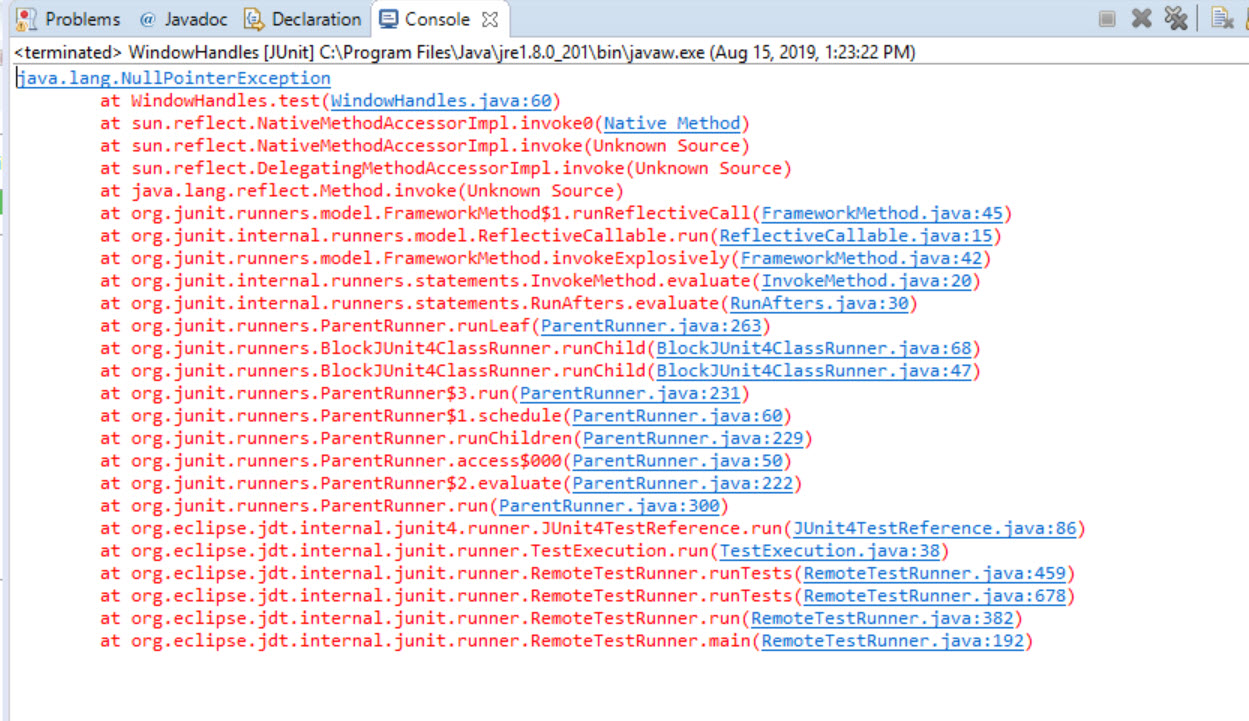 Problems @ Javadoc Declaration Console
<terminated> WindowHandles [JUnit] C:\Program Files\Java\jre1.8.0_201\bin\javaw.exe (Aug 15, 2019, 1:23:22 PM)
java.lang.NullPointerException
at WindowHandles.test(WindowHandles.java:60)
at sun.reflect.NativeMethodAccessorImpl.invoke0(Native Method)
at sun.reflect.NativeMethodAccessorImpl.invoke(Unknown Source)
at sun.reflect.DelegatingMethodAccessorImpl.invoke(Unknown Source)
at java.lang.reflect.Method.invoke(Unknown Source)
at org.junit.runners.model.FrameworkMethod$1.runReflectiveCall(FrameworkMethod.java:45)
at org.junit.internal.runners.model.ReflectiveCallable.run(ReflectiveCallable.java:15)
at org.junit.runners.model.FrameworkMethod.invokeExplosively(FrameworkMethod.java:42)
at org.junit.internal.runners.statements.InvokeMethod.evaluate(InvokeMethod.java:20)
at org.junit.internal.runners.statements.RunAfters.evaluate(RunAfters.java:30)
at org.junit.runners.ParentRunner.runLeaf(ParentRunner.java:263)
at org.junit.runners.BlockJUnit4ClassRunner.runChild(BlockJUnit4ClassRunner.java:68)
at org.junit.runners.BlockJUnit4ClassRunner.runChild(BlockJUnit4ClassRunner.java:47)
at org.junit.runners.ParentRunner$3.run(ParentRunner.java:231)
at org.junit.runners.ParentRunner$1.schedule(ParentRunner.java:60)
at org.junit.runners.ParentRunner.runChildren(ParentRunner.java:229)
at org.junit.runners.ParentRunner.access$000(ParentRunner.java:50)
at org.junit.runners.ParentRunner$2.evaluate(ParentRunner.java:222)
at org.junit.runners.ParentRunner.run(ParentRunner.java:300)
at org.eclipse.jdt.internal.junit4.runner.JUnit4TestReference.run(JUnit4TestReference.java:86)
at org.eclipse.jdt.internal.junit.runner.TestExecution.run(TestExecution.java:38)
at org.eclipse.jdt.internal.junit.runner.RemoteTestRunner.runTests(RemoteTestRunner.java:459)
at org.eclipse.jdt.internal.junit.runner.RemoteTestRunner.runTests(RemoteTestRunner.java:678)
at org.eclipse.jdt.internal.junit.runner.RemoteTestRunner.run(RemoteTestRunner.java:382)
at org.eclipse.jdt.internal.junit.runner.RemoteTestRunner.main(RemoteTestRunner.java:192)